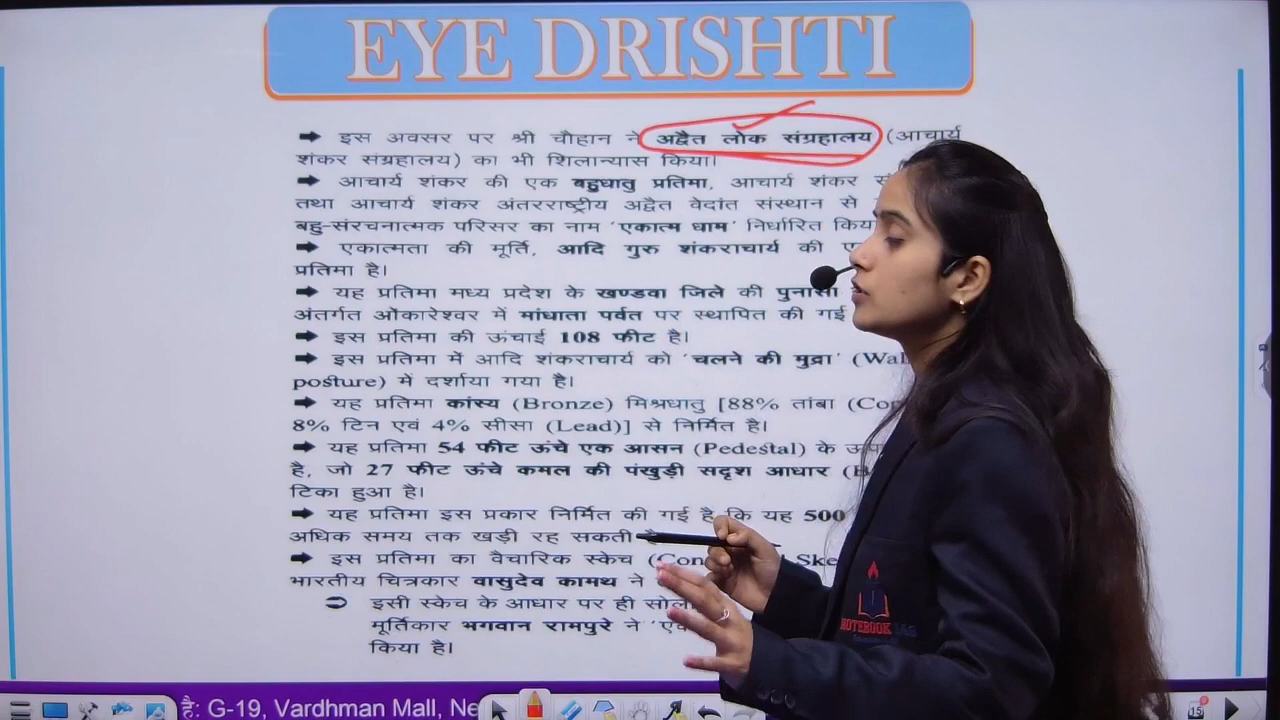 EYE DRISHTI
➡ इस अवसर पर श्री चौहान ने अद्वैत लोक संग्रहालय (आचार्य
शंकर संग्रहालय) का भी शिलान्यास किया।
➡ आचार्य शंकर की एक बहुधातु प्रतिमा, आचार्य शंकर
तथा आचार्य शंकर अंतरराष्ट्रीय अद्वैत वेदांत संस्थान से
बहु-संरचनात्मक परिसर का नाम 'एकात्म धाम' निर्धारित
➡ एकात्मता की मूर्ति, आदि गुरु शंकराचार्य की
प्रतिमा है।
➡ यह प्रतिमा मध्य प्रदेश के खण्डवा जिले की पुनासा
अंतर्गत ओंकारेश्वर में मांधाता पर्वत पर स्थापित की गई
➡ इस प्रतिमा की ऊंचाई 108 फीट है।
➡ इस प्रतिमा में आदि शंकराचार्य को 'चलने की मुद्रा'
posture) में दर्शाया गया है।
➡ यह प्रतिमा कांस्य (Bronze) मिश्रधातु [88% तांबा
8% टिन एवं 4% सीसा (Lead)] से निर्मित है।
➡ यह प्रतिमा 54 फीट ऊंचे एक आसन (Pedestal) के
है, जो 27 फीट ऊंचे कमल की पंखुड़ी सदृश आधार
टिका हुआ है।
➡ यह प्रतिमा इस प्रकार निर्मित की गई है कि यह 500
अधिक समय तक खड़ी रह सकती
➡ इस प्रतिमा का वैचारिक स्केच
भारतीय चित्रकार वासुदेव कामथ ने
➲ इसी स्केच के आधार पर ही
मूर्तिकार भगवान रामपुरे ने
किया है।
NOTEBOOK IAS
है: G-19, Vardhman Mall,
15